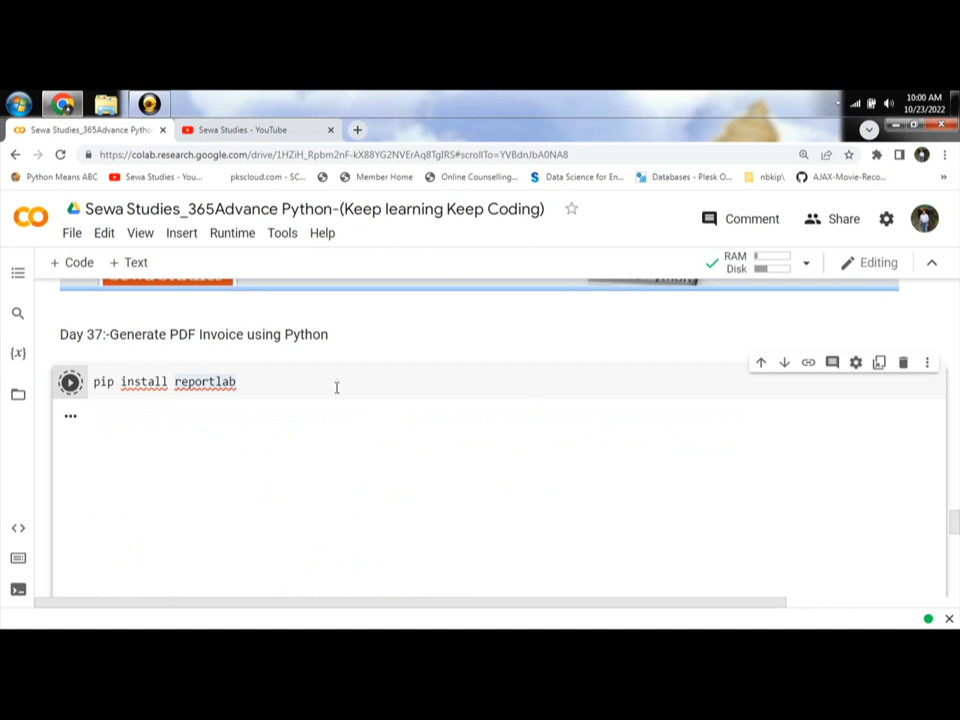 10:00 AM
10/23/2022
Sewa Studies_365Advance Pytho
Sewa Studies - YouTube
https://colab.research.google.com/drive/1HZiH_Rpbm2nF-kX88YG2NVErAq8TgIRS#scrollTo=YVBdnJbA0NA8
Python Means ABC
Sewa Studies - You...
pkscloud.com - SC...
Member Home
Online Counselling...
Data Science for En...
Databases - Plesk O...
nbkip\
AJAX-Movie-Reco...
»
Sewa Studies_365Advance Python-(Keep learning Keep Coding)
Comment
Share
File Edit View Insert Runtime Tools Help
+ Code + Text
RAM
Disk
Editing
Day 37:-Generate PDF Invoice using Python
pip install reportlab